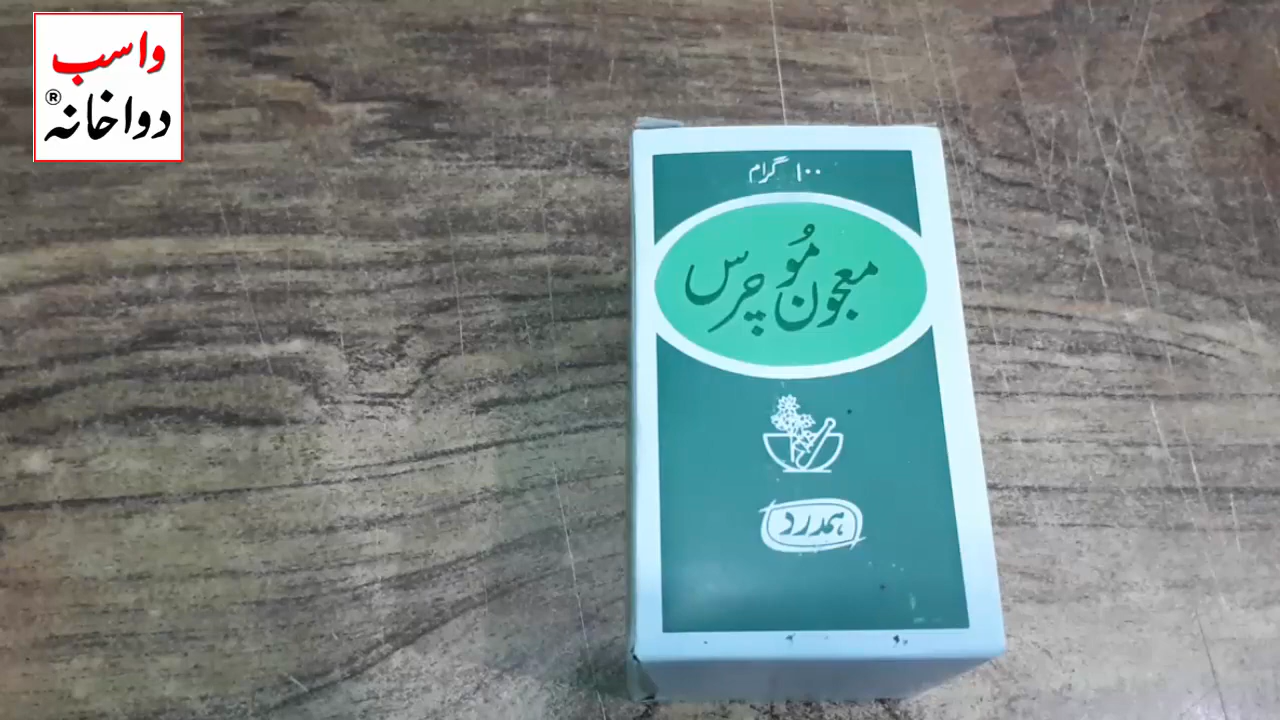 واسب
دواخانہ ®
۱۰۰ گرام
معجون مُوچرس
ہمدرد